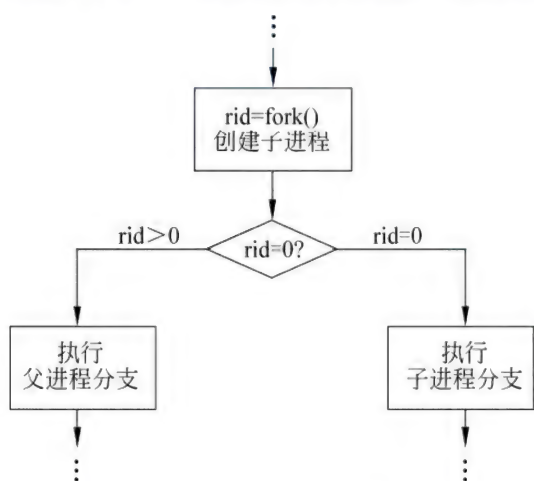 rid=fork()
创建子进程
rid>0
rid=0?
rid=0
执行
父进程分支
执行
子进程分支